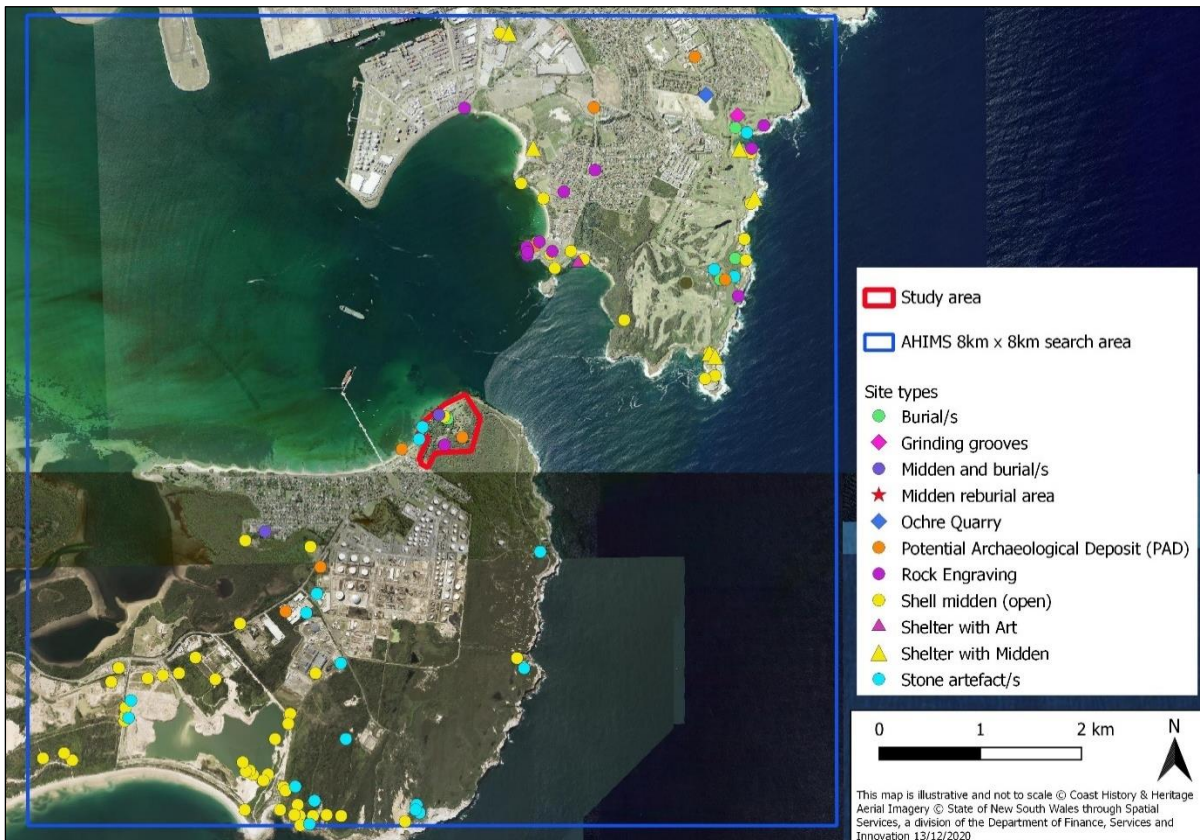 Study area
AHIMS 8km x 8km search area
Site types
Burial/s
Grinding grooves
Midden and burial/s
Midden reburial area
Ochre Quarry
Potential Archaeological Deposit (PAD)
Rock Engraving
Shell midden (open)
Shelter with Art
Shelter with Midden
Stone artefact/s
0 1 2 km
N
This map is illustrative and not to scale © Coast History & Heritage
Aerial Imagery © State of New South Wales through Spatial
Services, a division of the Department of Finance, Services and
Innovation 13/12/2020